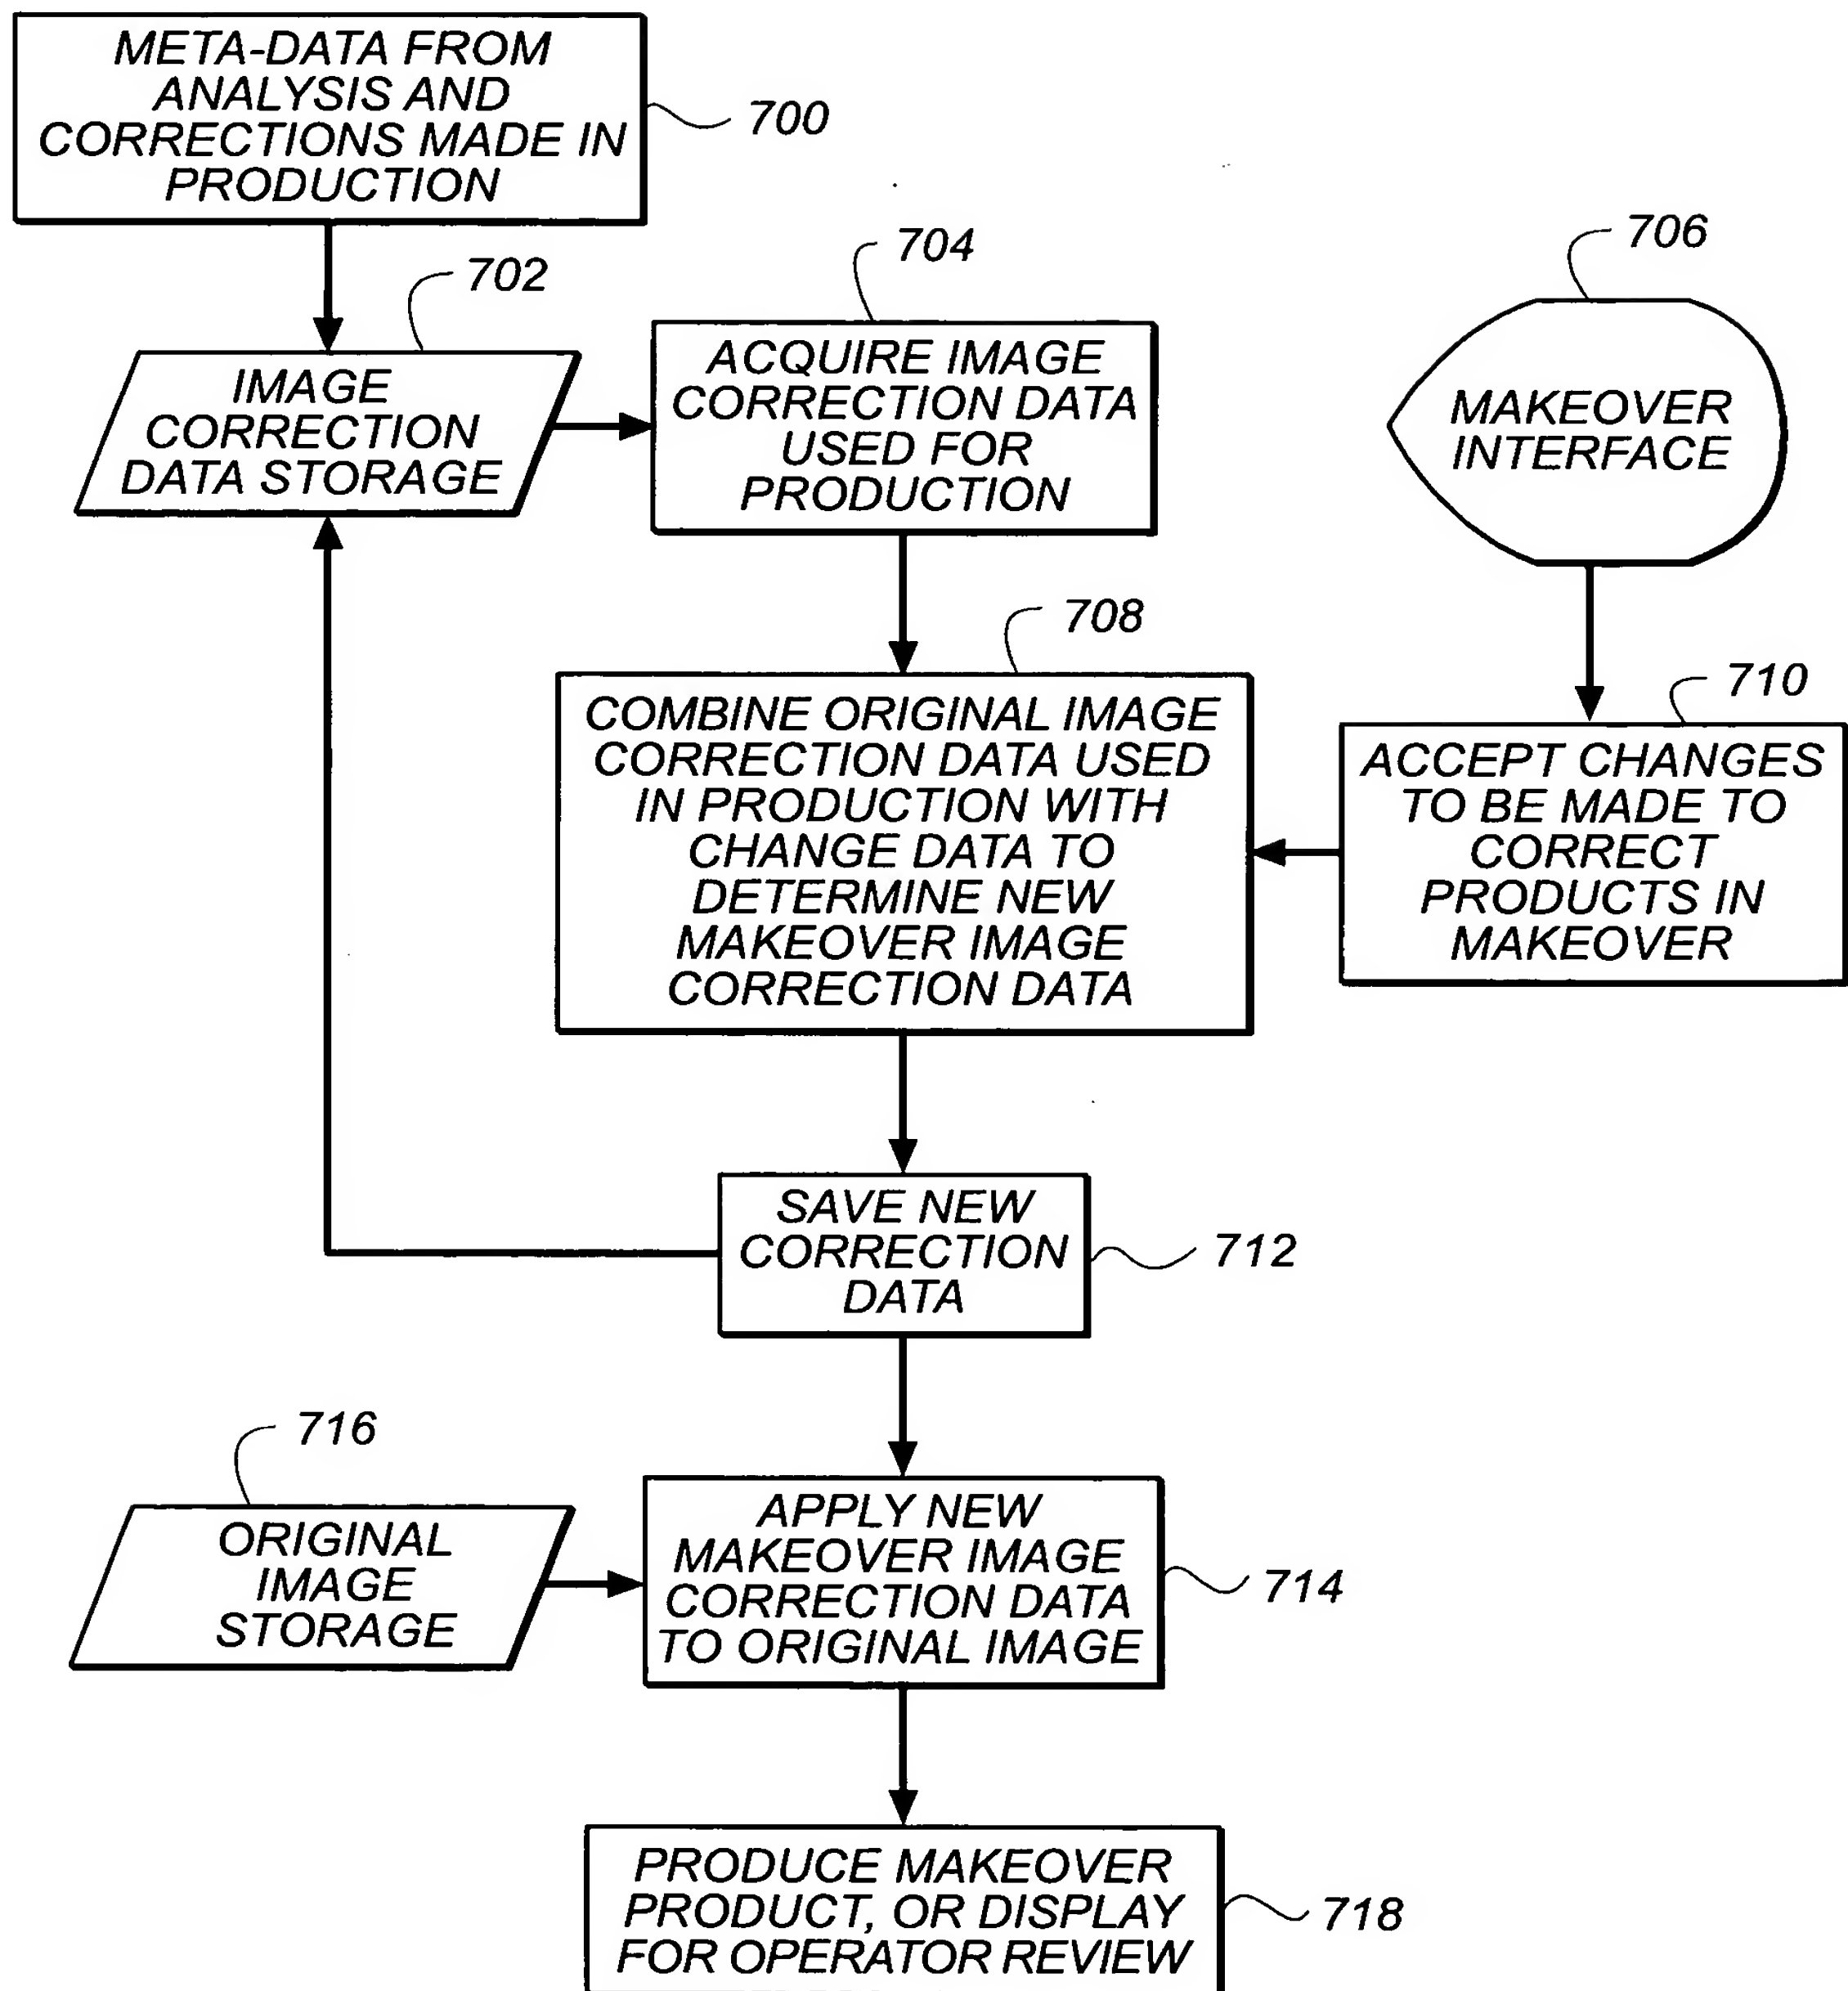 META-DATA FROM
ANALYSIS AND
CORRECTIONS MADE IN
PRODUCTION
700
702
IMAGE
CORRECTION
DATA STORAGE
704
ACQUIRE IMAGE
CORRECTION DATA
USED FOR
PRODUCTION
706
MAKEOVER
INTERFACE
708
COMBINE ORIGINAL IMAGE
CORRECTION DATA USED
IN PRODUCTION WITH
CHANGE DATA TO
DETERMINE NEW
MAKEOVER IMAGE
CORRECTION DATA
710
ACCEPT CHANGES
TO BE MADE TO
CORRECT
PRODUCTS IN
MAKEOVER
SAVE NEW
CORRECTION
DATA
712
716
ORIGINAL
IMAGE
STORAGE
APPLY NEW
MAKEOVER IMAGE
CORRECTION DATA
TO ORIGINAL IMAGE
714
PRODUCE MAKEOVER
PRODUCT, OR DISPLAY
FOR OPERATOR REVIEW
718